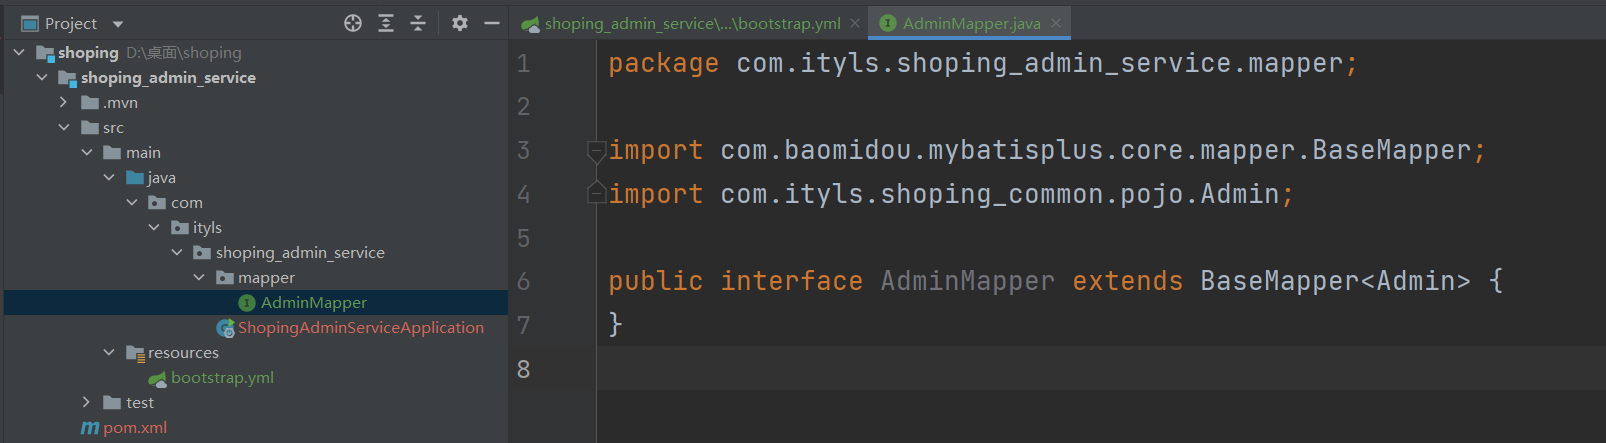 Project
shoping D:\桌面\shoping
shoping_admin_service
.mvn
src
main
java
com
ityls
shoping_admin_service
mapper
AdminMapper
ShopingAdminServiceApplication
resources
bootstrap.yml
test
pom.xml
shoping_admin_service\...\bootstrap.yml
AdminMapper.java
1 package com.ityls.shoping_admin_service.mapper;
2
3 import com.baomidou.mybatisplus.core.mapper.BaseMapper;
4 import com.ityls.shoping_common.pojo.Admin;
5
6 public interface AdminMapper extends BaseMapper<Admin> {
7 }
8